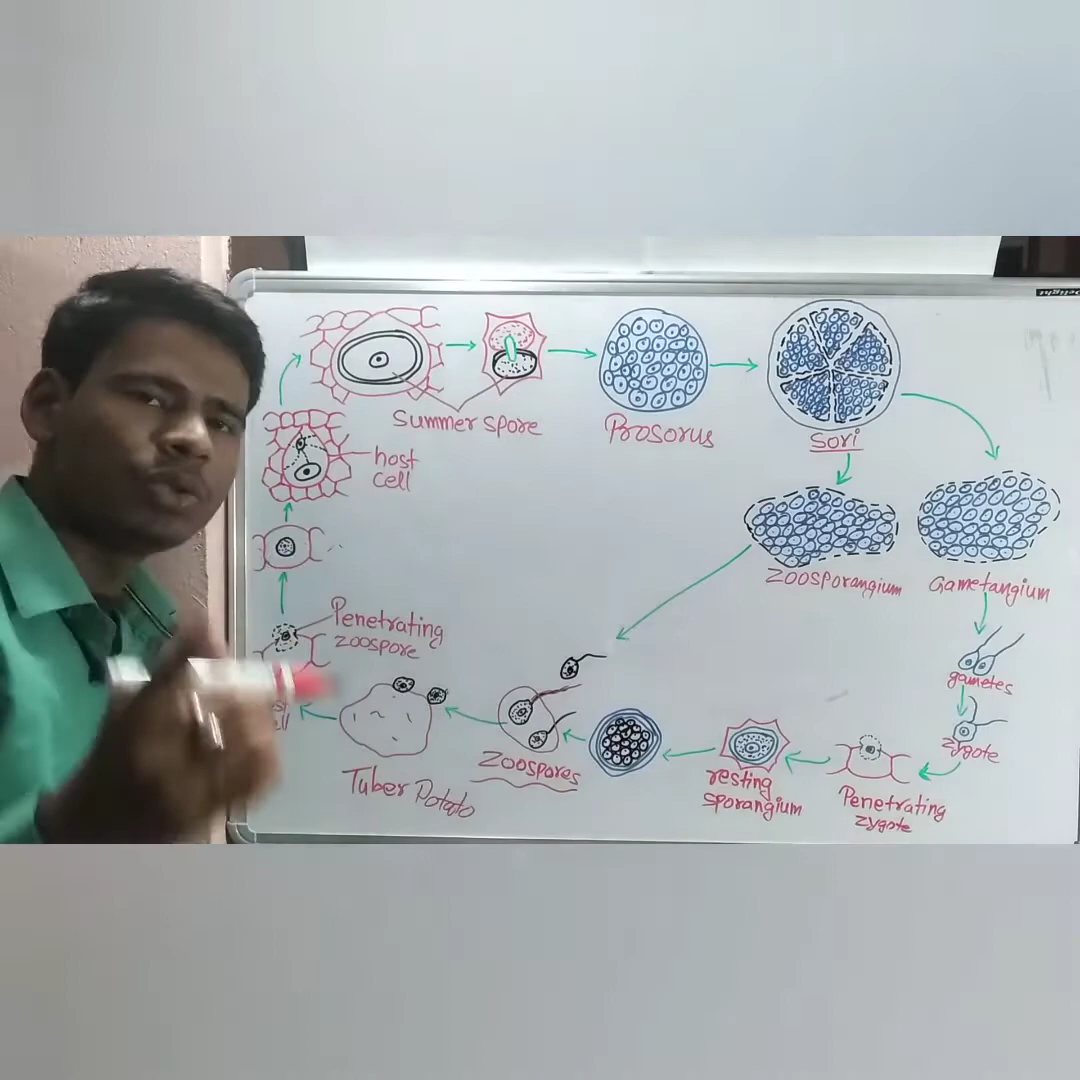 Delight
Summer spore
Prosorus
Sori
host
cell
Zoosporangium
Gametangium
Penetrating
zoospore
gametes
zygote
Zoospores
resting
sporangium
Penetrating
zygote
Tuber Potato